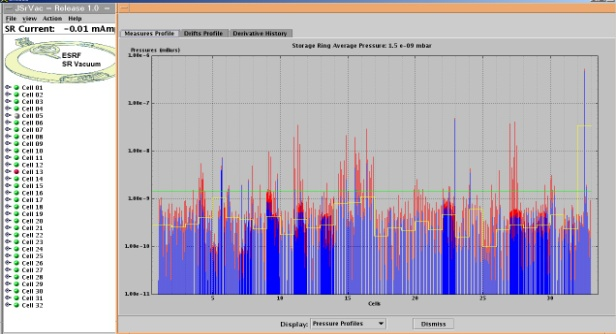 JSrVac - Release 1.0
File View Action Help
SR Current: -0.01 mAm
ESRF
SR Vacuum
Cell 01
Cell 02
Cell 03
Cell 04
Cell 05
Cell 06
Cell 07
Cell 08
Cell 09
Cell 10
Cell 11
Cell 12
Cell 13
Cell 14
Cell 15
Cell 16
Cell 17
Cell 18
Cell 19
Cell 20
Cell 21
Cell 22
Cell 23
Cell 24
Cell 25
Cell 26
Cell 27
Cell 28
Cell 29
Cell 30
Cell 31
Cell 32
Measures Profile Drifts Profile Derivative History
Pressures (mbars)
Storage Ring Average Pressure: 1.5 e-09 mbar
1.00e-6
1.00e-7
1.00e-8
1.00e-9
1.00e-10
1.00e-11
5 10 15 20 25 30
Cells
Display: Pressure Profiles Dismiss